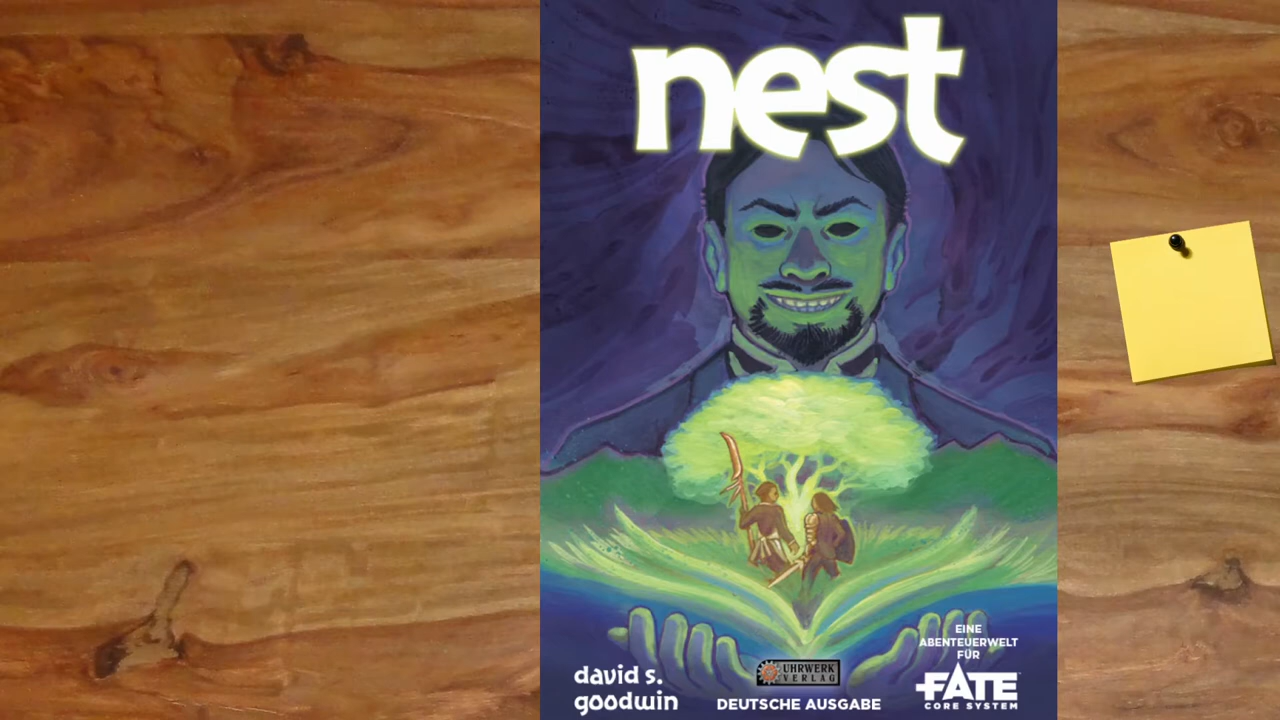 nest
EINE
ABENTEUERWELT
FÜR
FATE
CORE SYSTEM
david s.
goodwin
UHRWERK
VERLAG
DEUTSCHE AUSGABE